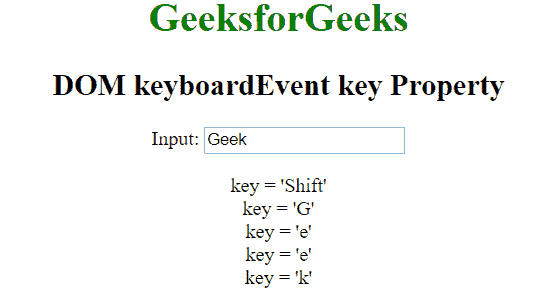 GeeksforGeeks
DOM keyboardEvent key Property
Input: Geek
key = 'Shift'
key = 'G'
key = 'e'
key = 'e'
key = 'k'